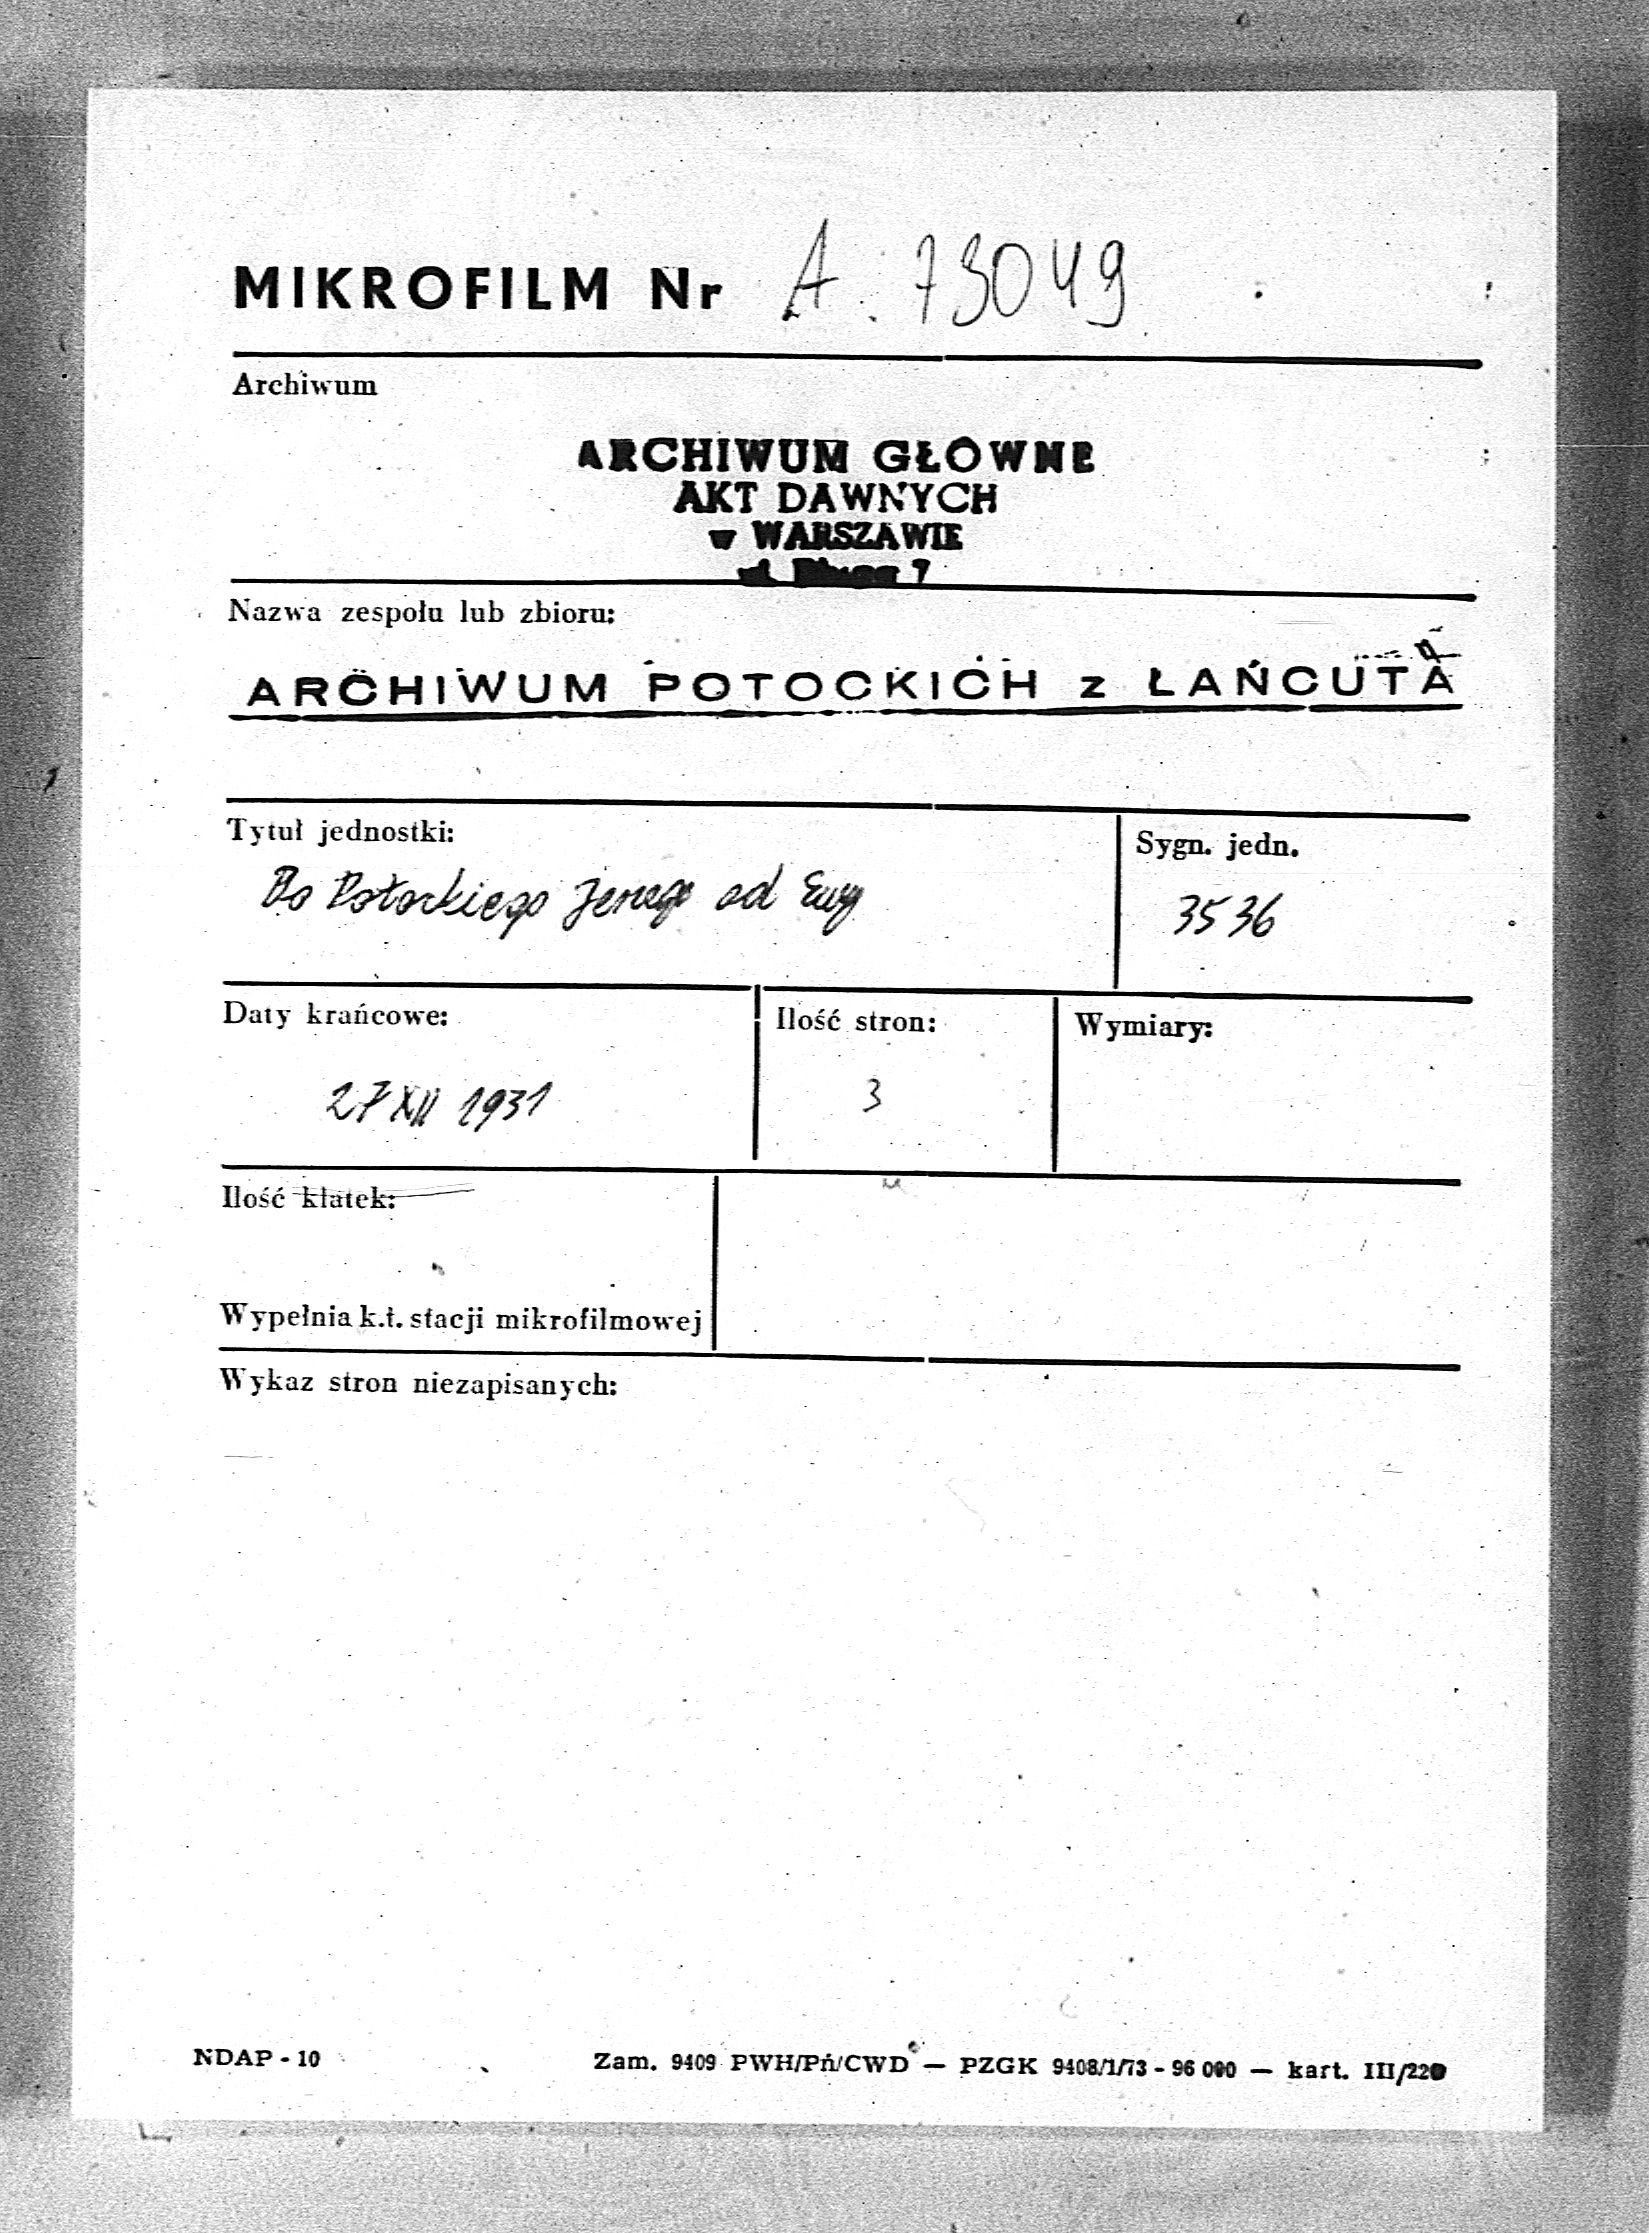 MIKROFILM Nr A. 73049
Archiwum
ARCHIWUM GŁÓWNE
AKT DAWNYCH
w WARSZAWIE
ul. Długa 7
Nazwa zespołu lub zbioru:
ARCHIWUM POTOCKICH z ŁAŃCUTA
Tytuł jednostki:
Do Potockiego Jerzego od Ewy
Sygn. jedn.
3536
Daty krańcowe:
27 XII 1931
Ilość stron:
3
Wymiary:
Ilość klatek:
Wypełnia k.t. stacji mikrofilmowej
Wykaz stron niezapisanych:
NDAP - 10
Zam. 9409 PWH/Pń/CWD — PZGK 9408/1/73 - 96 000 — kart. III/220